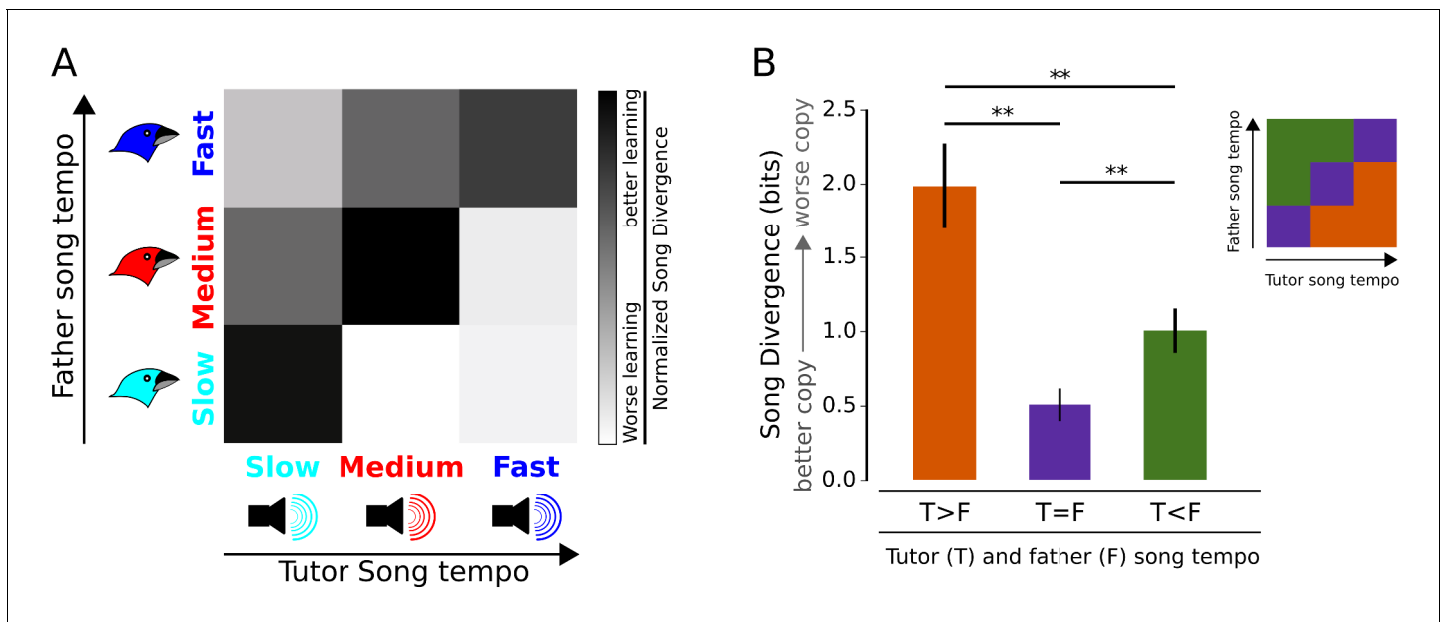 A
Father song tempo
Fast
Medium
Slow
Slow Medium Fast
Tutor Song tempo
Worse learning better learning
Normalized Song Divergence
B
Song Divergence (bits)
better copy worse copy
2.5
2.0
1.5
1.0
0.5
0.0
**
**
**
T>F T=F T<F
Tutor (T) and father (F) song tempo
Father song tempo
Tutor song tempo